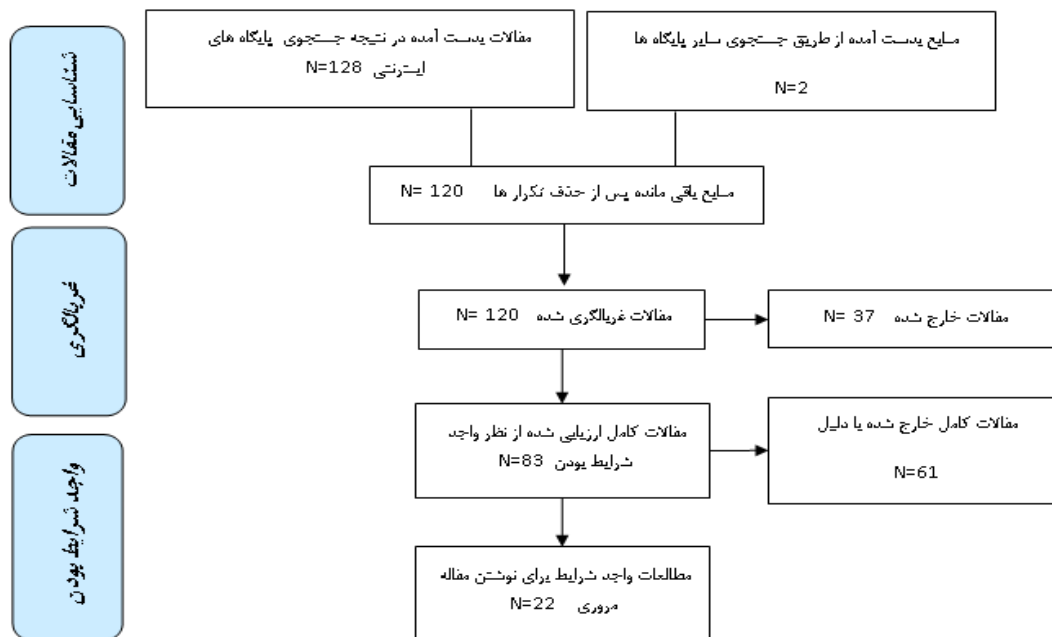 شناسایی مقالات
منابع بدست آمده از طریق جستجوی سایر پایگاه ها
N=2
مقالات بدست آمده در نتیجه جستجوی پایگاه های
اینترنتی N=128
منابع باقی مانده پس از حذف تکرار ها N= 120
غربالگری
مقالات غربالگری شده N= 120
مقالات خارج شده N= 37
واجد شرایط بودن
مقالات کامل ارزیابی شده از نظر واجد
شرایط بودن N=83
مقالات کامل خارج شده با دلیل
N=61
مطالعات واجد شرایط برای نوشتن مقاله
مروری N=22